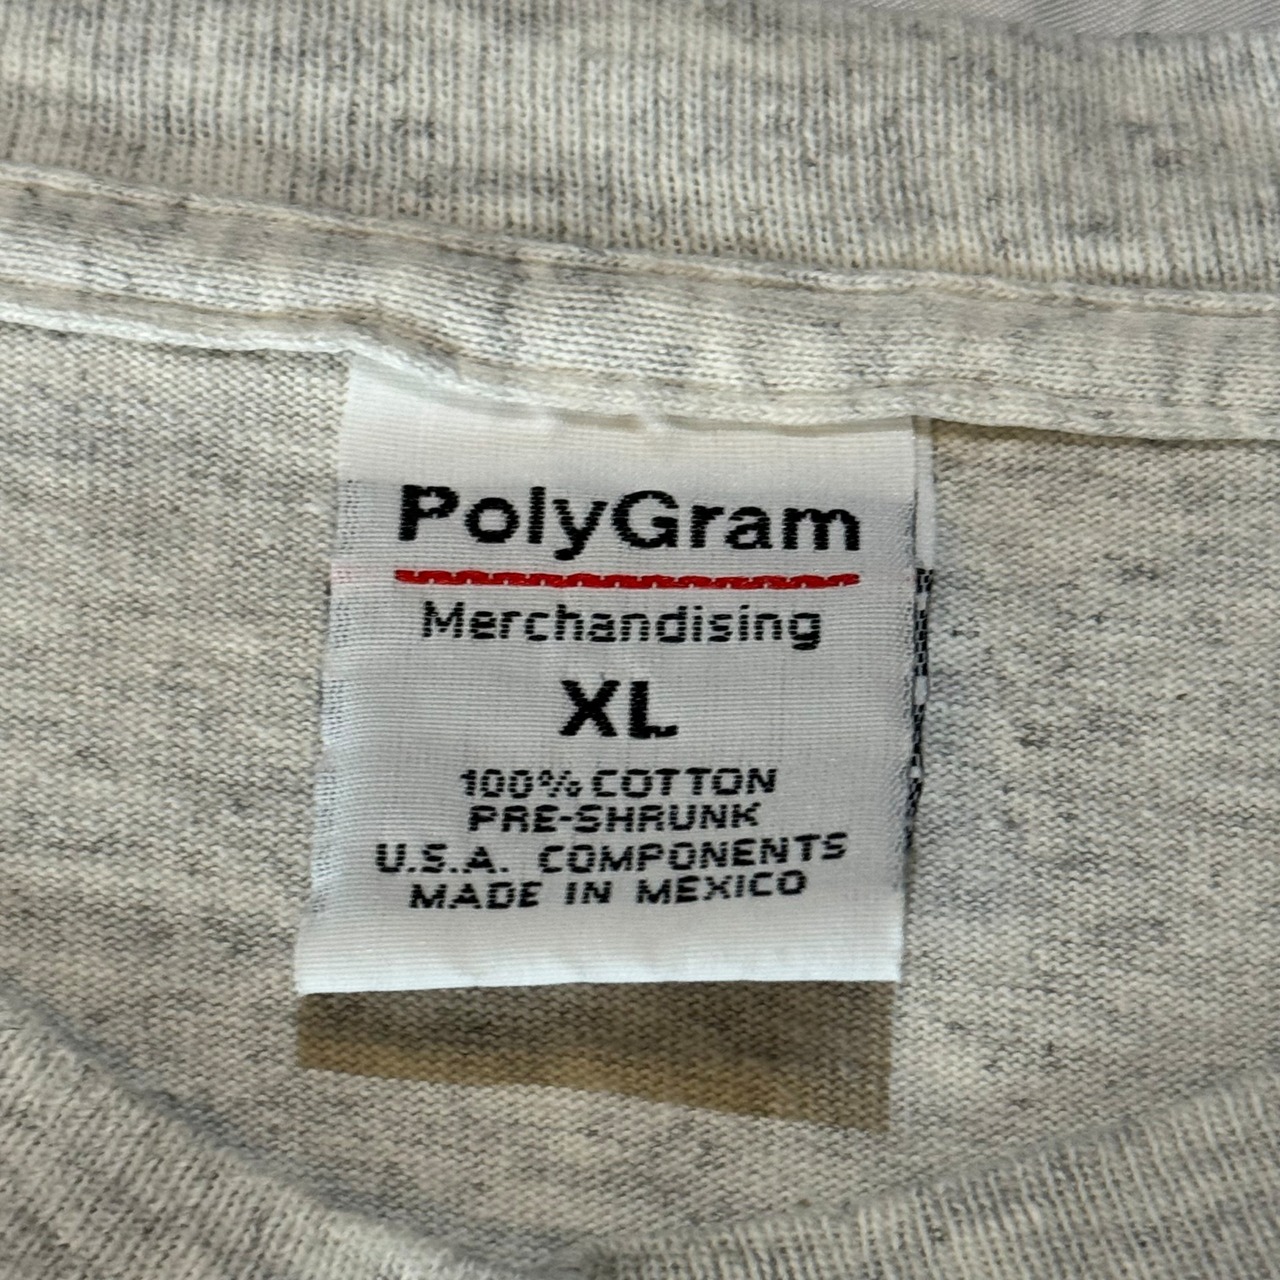 PolyGram
Merchandising
XL
100% COTTON
PRE-SHRUNK
U.S.A. COMPONENTS
MADE IN MEXICO